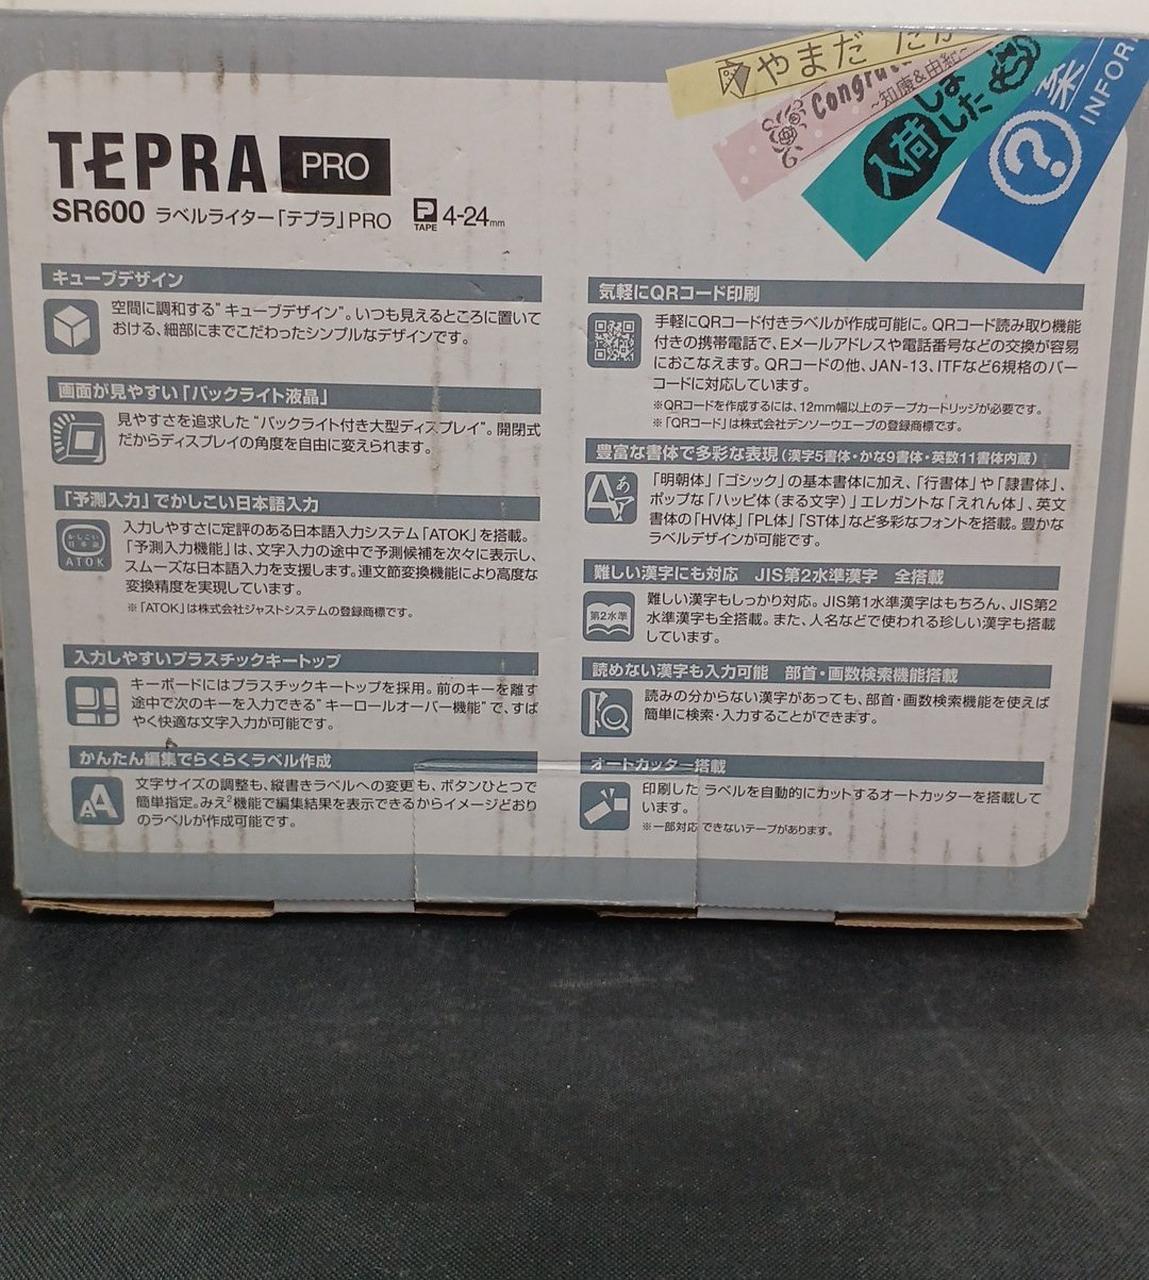 やまだ たか
Congrat
~知康&由紀~
入荷しま
した
INFOR
TEPRA PRO
SR600 ラベルライター「テプラ」PRO TAPE 4-24mm
キューブデザイン
空間に調和する"キューブデザイン"。いつも見えるところに置いて
おける、細部にまでこだわったシンプルなデザインです。
画面が見やすい「バックライト液晶」
見やすさを追求した"バックライト付き大型ディスプレイ"。開閉式
だからディスプレイの角度を自由に変えられます。
「予測入力」でかしこい日本語入力
かしこい
日本語
ATOK
入力しやすさに定評のある日本語入力システム「ATOK」を搭載。
「予測入力機能」は、文字入力の途中で予測候補を次々に表示し、
スムーズな日本語入力を支援します。連文節変換機能により高度な
変換精度を実現しています。
※「ATOK」は株式会社ジャストシステムの登録商標です。
入力しやすいプラスチックキートップ
キーボードにはプラスチックキートップを採用。前のキーを離す
途中で次のキーを入力できる"キーロールオーバー機能"で、すば
やく快適な文字入力が可能です。
かんたん編集でらくらくラベル作成
AA
文字サイズの調整も、縦書きラベルへの変更も、ボタンひとつで
簡単指定。みえ²機能で編集結果を表示できるからイメージどおり
のラベルが作成可能です。
気軽にQRコード印刷
手軽にQRコード付きラベルが作成可能に。QRコード読み取り機能
付きの携帯電話で、Eメールアドレスや電話番号などの交換が容易
におこなえます。QRコードの他、JAN-13、ITFなど6規格のバー
コードに対応しています。
※QRコードを作成するには、12mm幅以上のテープカートリッジが必要です。
※「QRコード」は株式会社デンソーウエーブの登録商標です。
豊富な書体で多彩な表現(漢字5書体・かな9書体・英数11書体内蔵)
Aあ
「明朝体」「ゴシック」の基本書体に加え、「行書体」や「隷書体」、
ポップな「ハッピ体(まる文字)」エレガントな「えれん体」、英文
書体の「HV体」「PL体」「ST体」など多彩なフォントを搭載。豊かな
ラベルデザインが可能です。
難しい漢字にも対応 JIS第2水準漢字 全搭載
第2水準
難しい漢字もしっかり対応。JIS第1水準漢字はもちろん、JIS第2
水準漢字も全搭載。また、人名などで使われる珍しい漢字も搭載
しています。
読めない漢字も入力可能 部首・画数検索機能搭載
読みの分からない漢字があっても、部首・画数検索機能を使えば
簡単に検索・入力することができます。
オートカッター搭載
印刷した ラベルを自動的にカットするオートカッターを搭載して
います。
※一部対応 できないテープがあります。